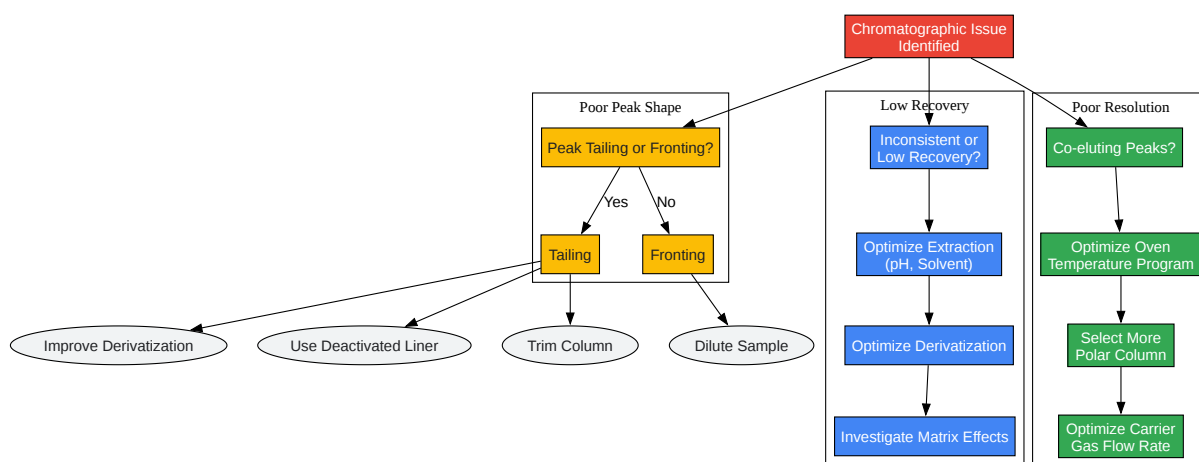 Chromatographic Issue
Identified
Poor Peak Shape
Low Recovery
Poor Resolution
Peak Tailing or Fronting?
Inconsistent or
Low Recovery?
Co-eluting Peaks?
Yes
No
Tailing
Fronting
Optimize Extraction
(pH, Solvent)
Optimize Oven
Temperature Program
Improve Derivatization
Use Deactivated Liner
Trim Column
Dilute Sample
Optimize Derivatization
Select More
Polar Column
Investigate Matrix Effects
Optimize Carrier
Gas Flow Rate